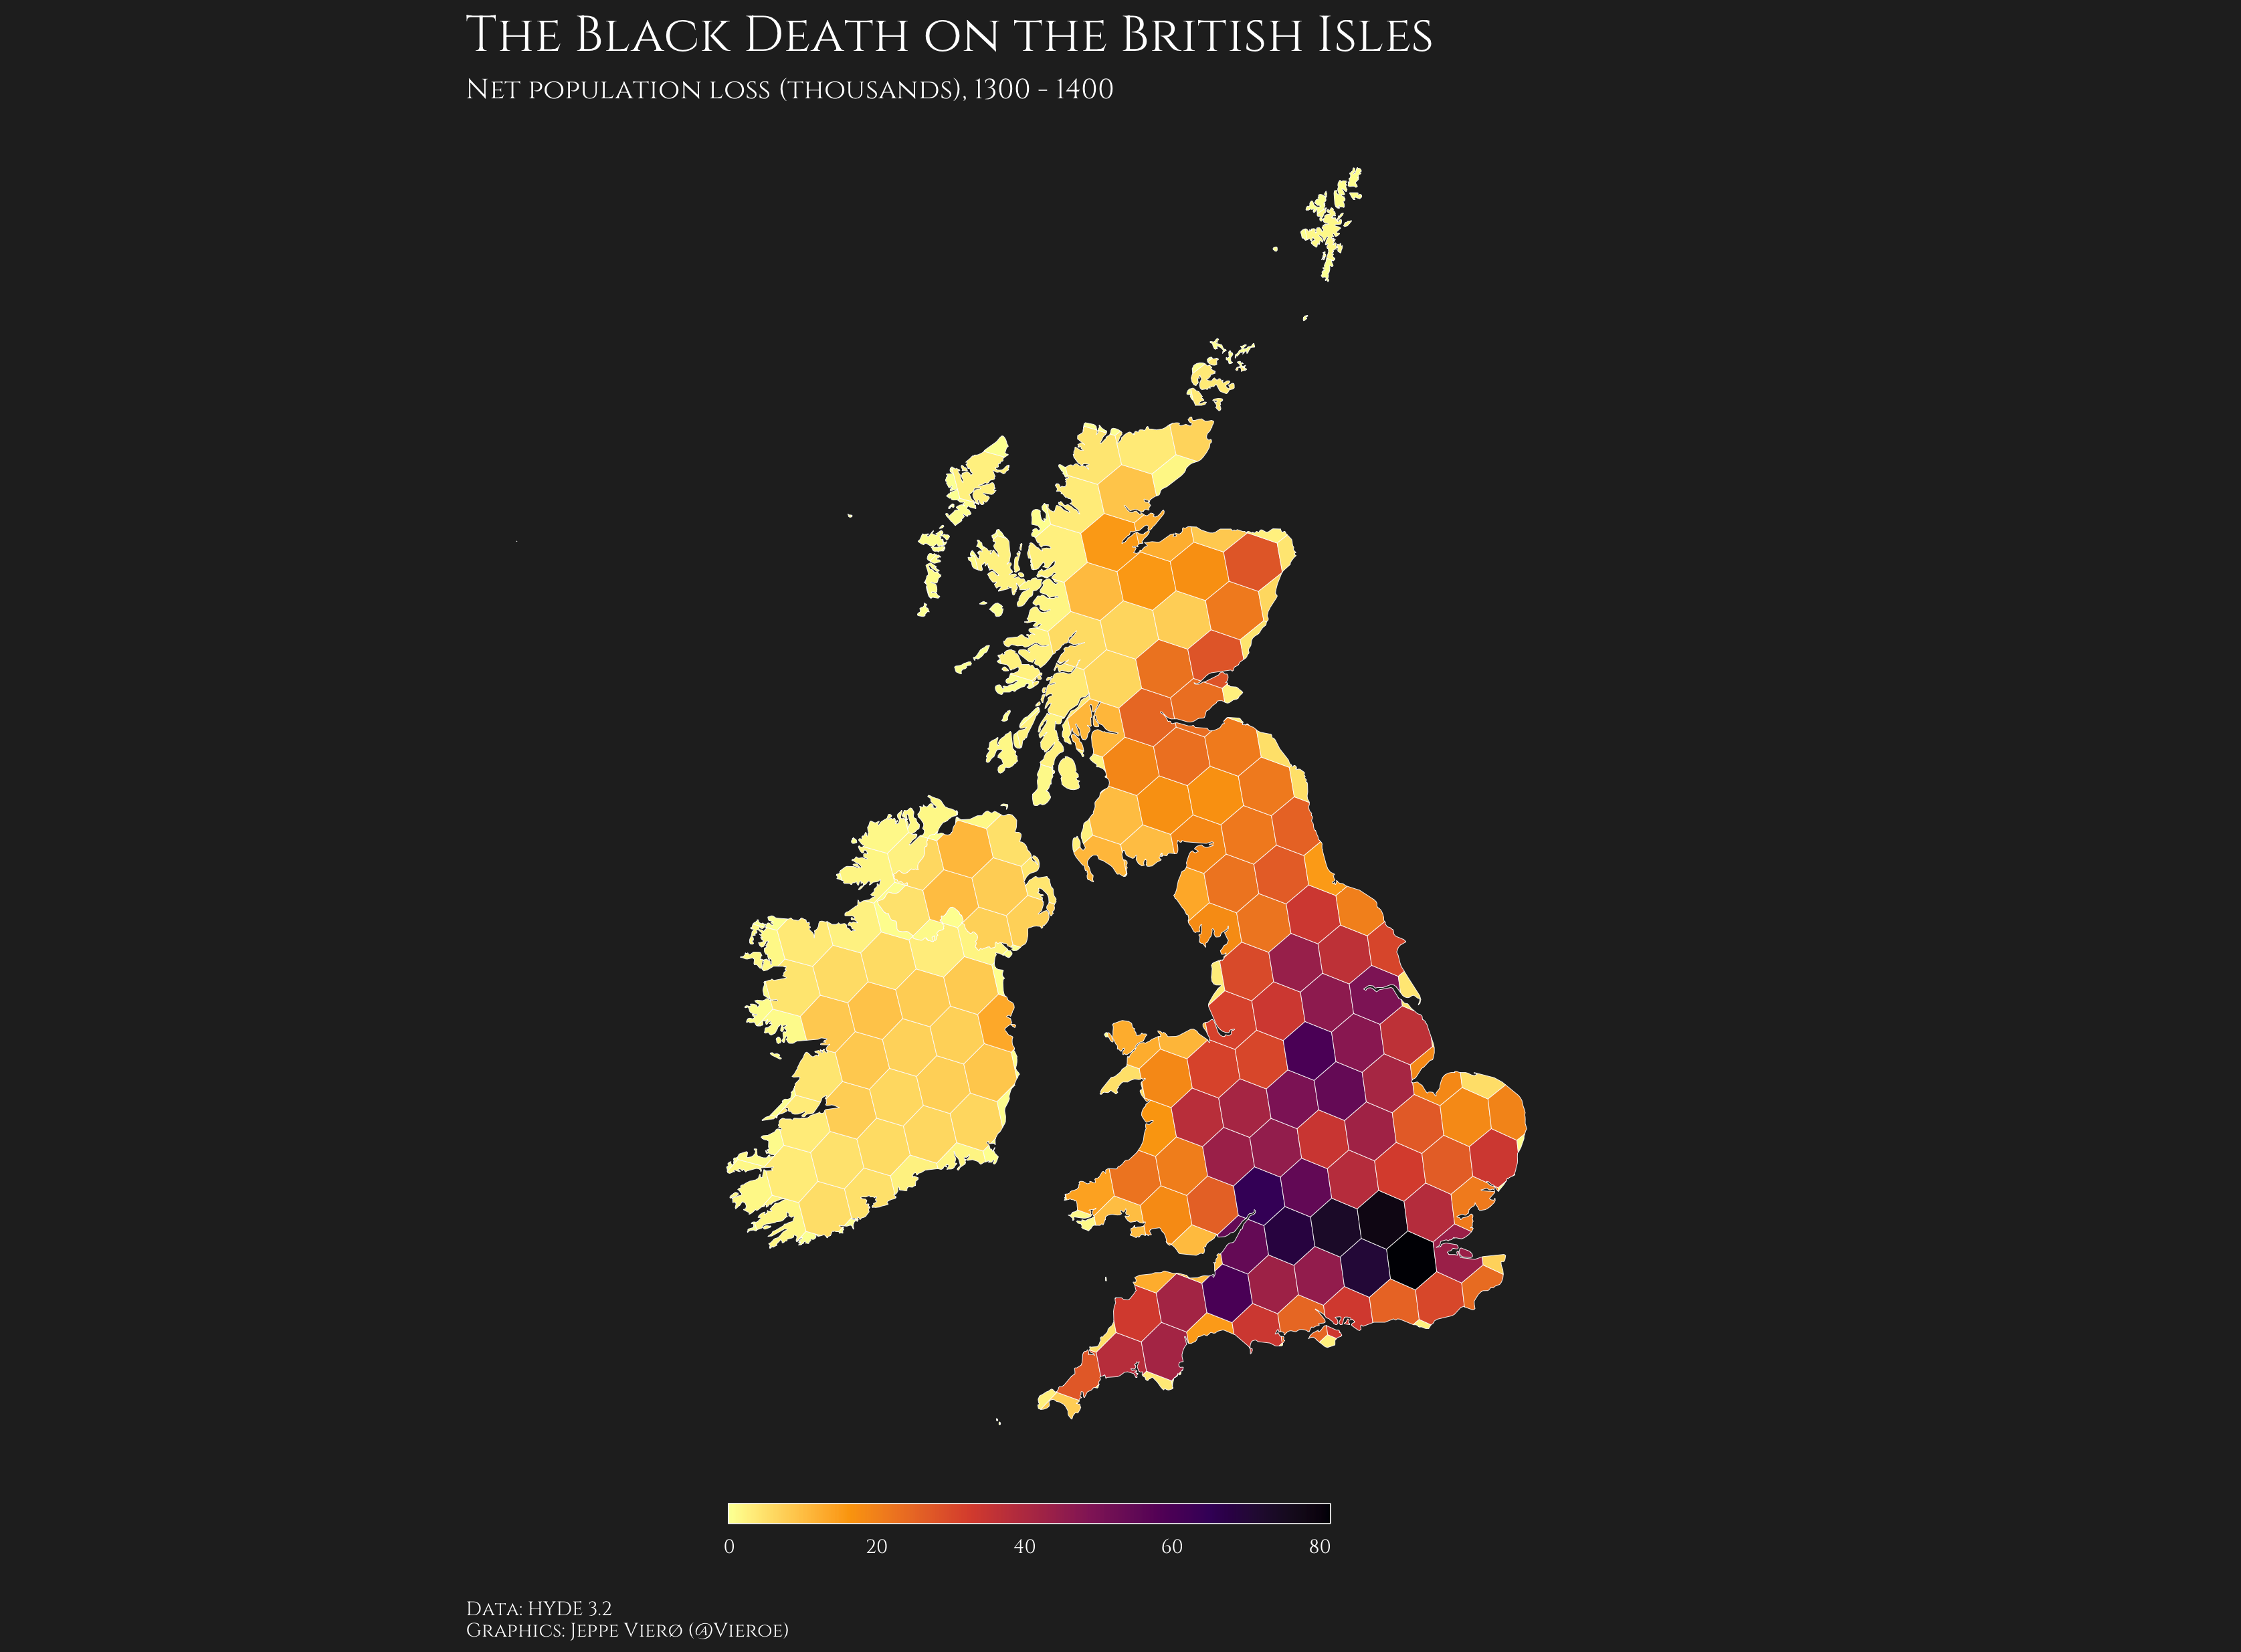 The Black Death on the British Isles
Net population loss (thousands), 1300 - 1400
0 20 40 60 80
Data: HYDE 3.2
Graphics: Jeppe Vierø (@Vieroe)